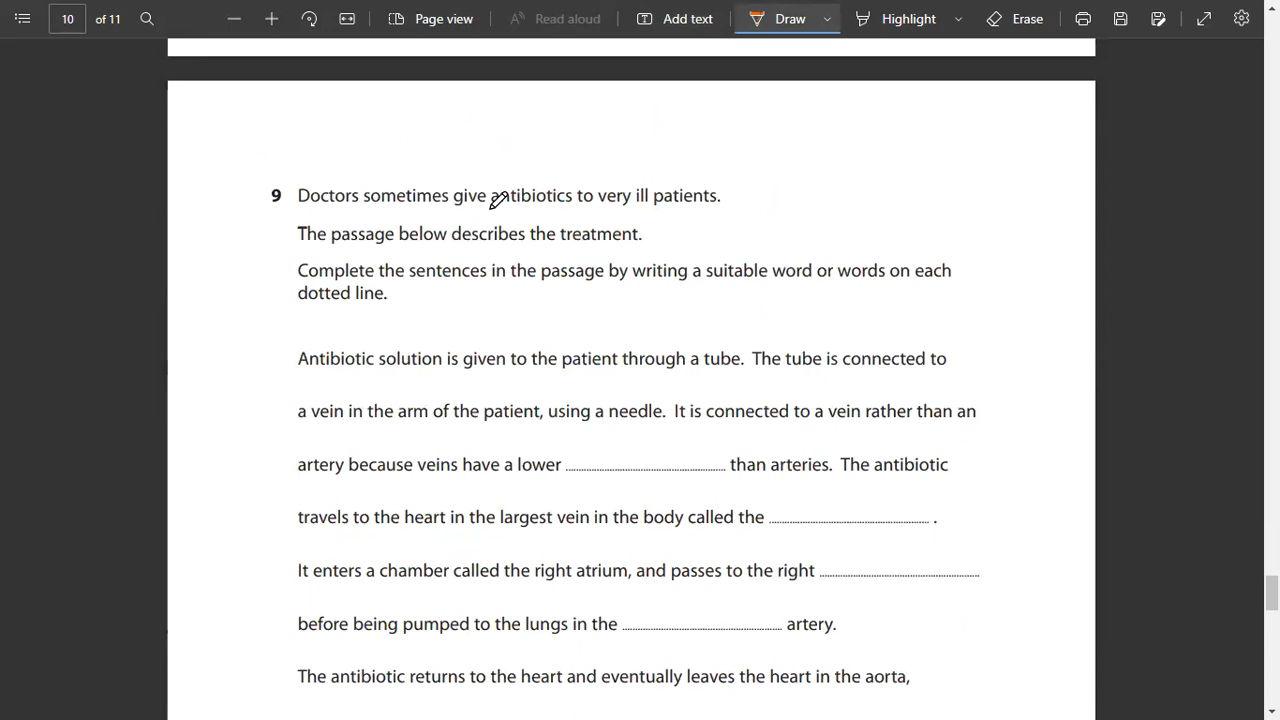 10 of 11 Page view Read aloud Add text Draw Highlight Erase
9 Doctors sometimes give antibiotics to very ill patients.
The passage below describes the treatment.
Complete the sentences in the passage by writing a suitable word or words on each
dotted line.
Antibiotic solution is given to the patient through a tube. The tube is connected to
a vein in the arm of the patient, using a needle. It is connected to a vein rather than an
artery because veins have a lower ........................................ than arteries. The antibiotic
travels to the heart in the largest vein in the body called the ........................................ .
It enters a chamber called the right atrium, and passes to the right ........................................
before being pumped to the lungs in the ........................................ artery.
The antibiotic returns to the heart and eventually leaves the heart in the aorta,